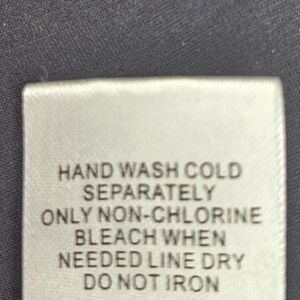 HAND WASH COLD
SEPARATELY
ONLY NON-CHLORINE
BLEACH WHEN
NEEDED LINE DRY
DO NOT IRON